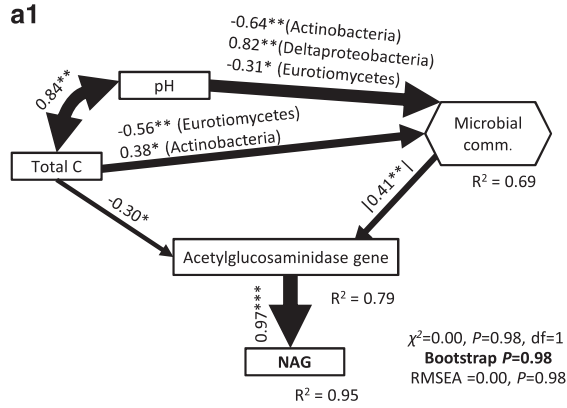 a1
-0.64**(Actinobacteria)
0.82**(Deltaproteobacteria)
-0.31* (Eurotiomycetes)
0.84**
pH
-0.56** (Eurotiomycetes)
0.38* (Actinobacteria)
Microbial
comm.
Total C
R² = 0.69
|0.41**|
-0.30*
Acetylglucosaminidase gene
R² = 0.79
0.97***
χ²=0.00, P=0.98, df=1
NAG
Bootstrap P=0.98
RMSEA =0.00, P=0.98
R² = 0.95